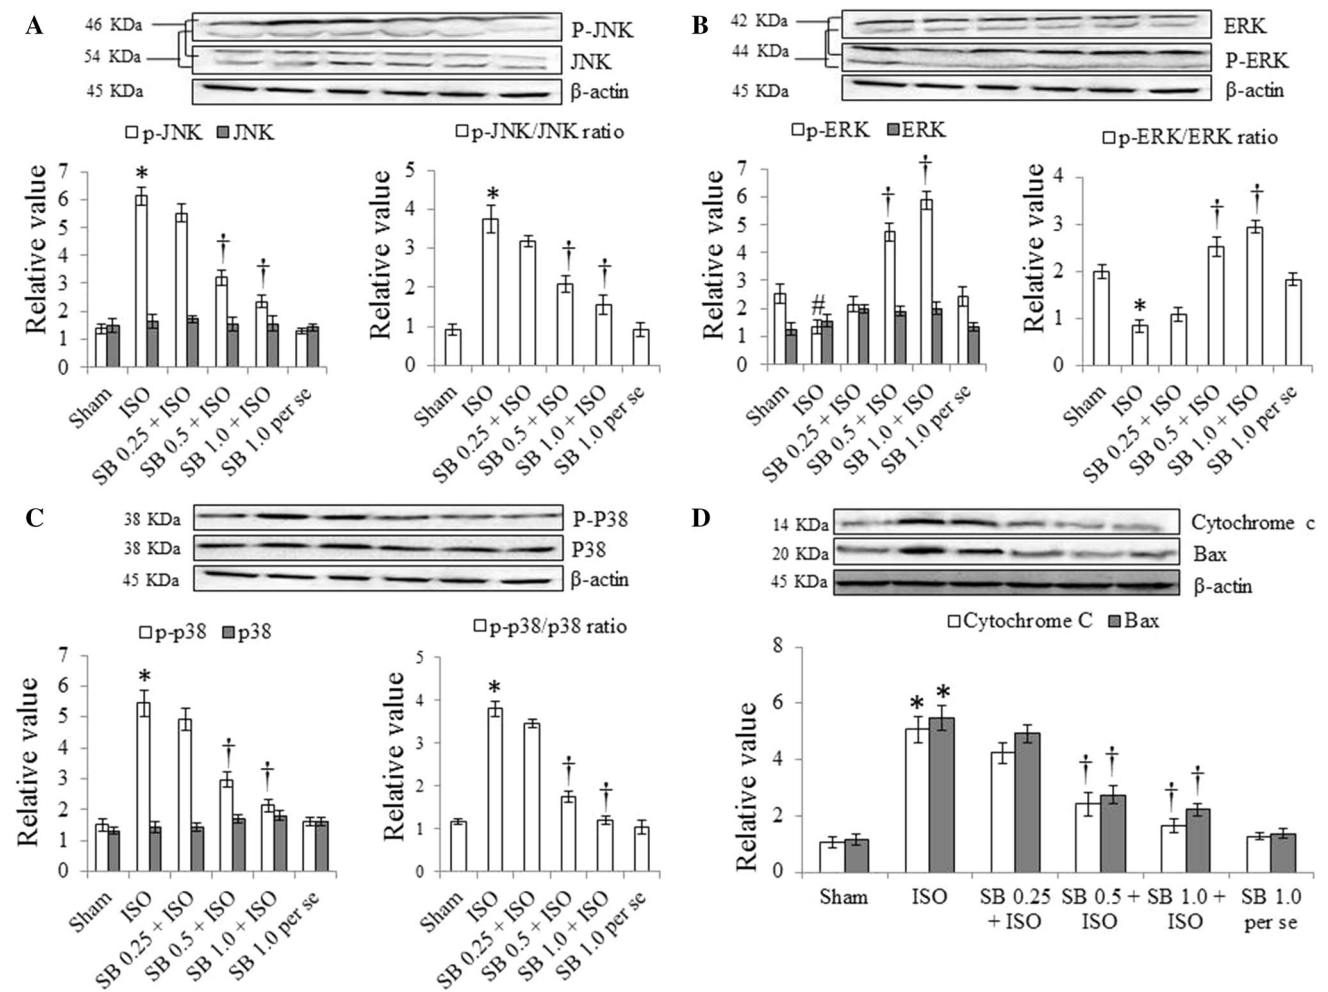 A
46 KDa
P-JNK
54 KDa
JNK
45 KDa
β-actin
p-JNK JNK
p-JNK/JNK ratio
Relative value
7
6
5
4
3
2
1
0
*
†
†
Sham
ISO
SB 0.25 + ISO
SB 0.5 + ISO
SB 1.0 + ISO
SB 1.0 per se
Relative value
5
4
3
2
1
0
*
†
†
Sham
ISO
SB 0.25 + ISO
SB 0.5 + ISO
SB 1.0 + ISO
SB 1.0 per se
B
42 KDa
ERK
44 KDa
P-ERK
45 KDa
β-actin
p-ERK ERK
p-ERK/ERK ratio
Relative value
7
6
5
4
3
2
1
0
#
†
†
Sham
ISO
SB 0.25 + ISO
SB 0.5 + ISO
SB 1.0 + ISO
SB 1.0 per se
Relative value
4
3
2
1
0
*
†
†
Sham
ISO
SB 0.25 + ISO
SB 0.5 + ISO
SB 1.0 + ISO
SB 1.0 per se
C
38 KDa
P-P38
38 KDa
P38
45 KDa
β-actin
p-p38 p38
p-p38/p38 ratio
Relative value
7
6
5
4
3
2
1
0
*
†
†
Sham
ISO
SB 0.25 + ISO
SB 0.5 + ISO
SB 1.0 + ISO
SB 1.0 per se
Relative value
5
4
3
2
1
0
*
†
†
Sham
ISO
SB 0.25 + ISO
SB 0.5 + ISO
SB 1.0 + ISO
SB 1.0 per se
D
14 KDa
Cytochrome c
20 KDa
Bax
45 KDa
β-actin
Cytochrome C Bax
Relative value
8
6
4
2
0
* *
† †
† †
Sham
ISO
SB 0.25
+ ISO
SB 0.5 +
ISO
SB 1.0 +
ISO
SB 1.0
per se